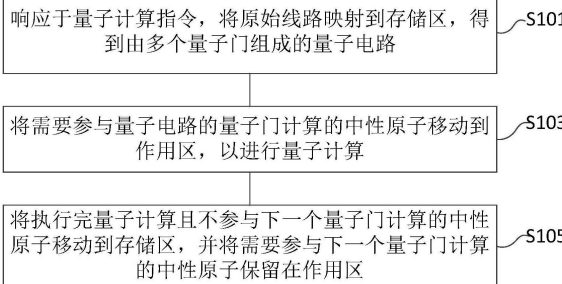 响应于量子计算指令，将原始线路映射到存储区，得
到由多个量子门组成的量子电路
S101
将需要参与量子电路的量子门计算的中性原子移动到
作用区，以进行量子计算
S103
将执行完量子计算且不参与下一个量子门计算的中性
原子移动到存储区，并将需要参与下一个量子门计算
的中性原子保留在作用区
S105